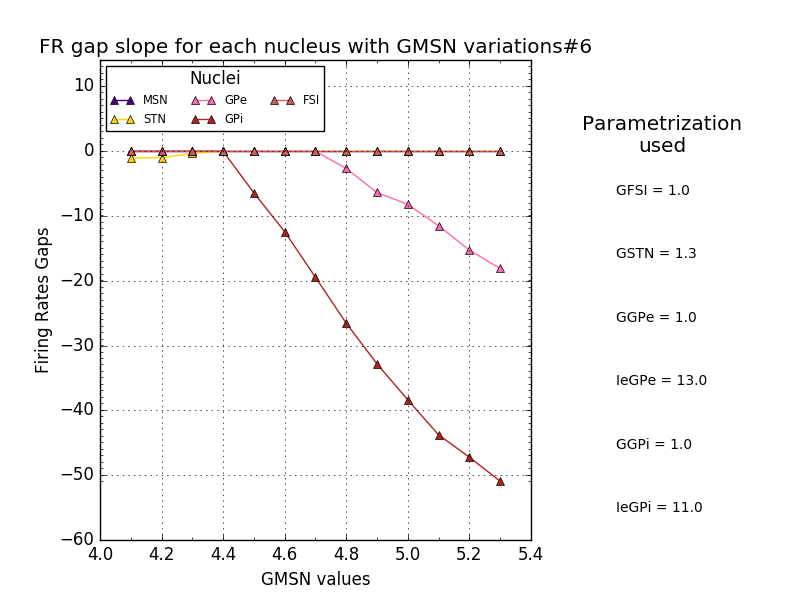 FR gap slope for each nucleus with GMSN variations#6
Nuclei
MSN GPe FSI
STN GPi
10
0
−10
−20
−30
−40
−50
−60
Firing Rates Gaps
4.0 4.2 4.4 4.6 4.8 5.0 5.2 5.4
GMSN values
Parametrization
used
GFSI = 1.0
GSTN = 1.3
GGPe = 1.0
IeGPe = 13.0
GGPi = 1.0
IeGPi = 11.0